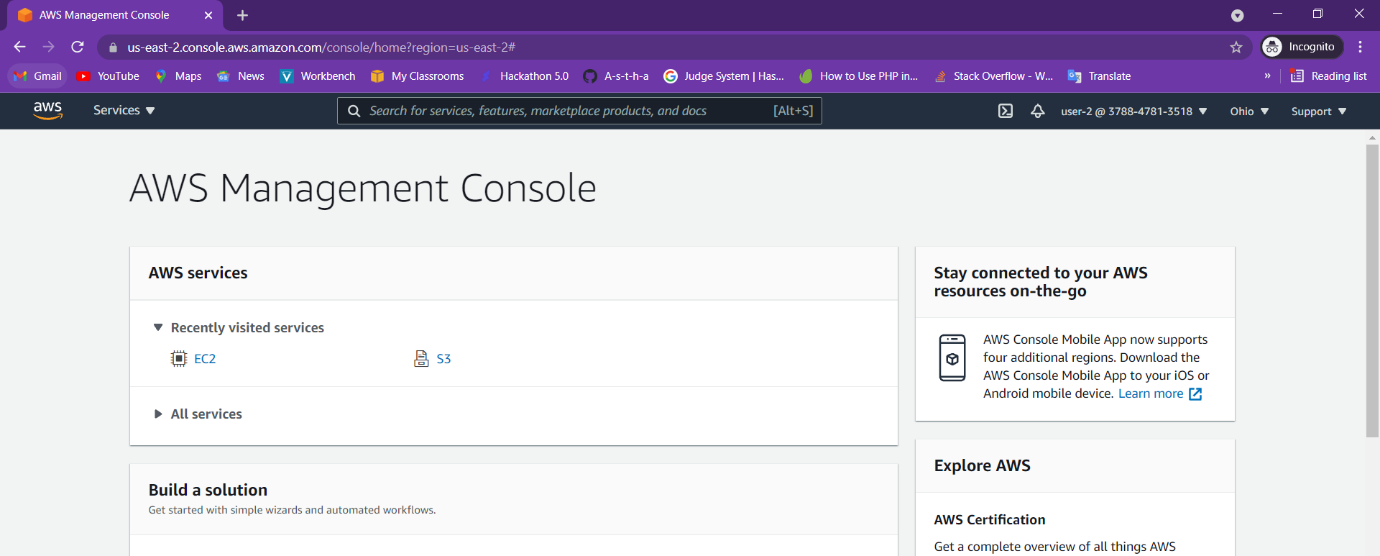 AWS Management Console
us-east-2.console.aws.amazon.com/console/home?region=us-east-2#
Incognito
Gmail
YouTube
Maps
News
Workbench
My Classrooms
Hackathon 5.0
A-s-t-h-a
Judge System | Has...
How to Use PHP in...
Stack Overflow - W...
Translate
»
Reading list
aws
Services
Search for services, features, marketplace products, and docs
[Alt+S]
user-2 @ 3788-4781-3518
Ohio
Support
AWS Management Console
AWS services
Recently visited services
EC2
S3
All services
Build a solution
Get started with simple wizards and automated workflows.
Stay connected to your AWS
resources on-the-go
AWS Console Mobile App now supports
four additional regions. Download the
AWS Console Mobile App to your iOS or
Android mobile device. Learn more
Explore AWS
AWS Certification
Get a complete overview of all things AWS